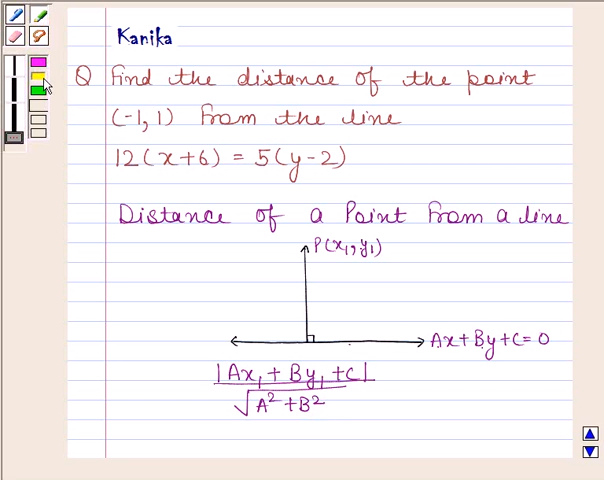 Kanika
Q Find the distance of the point
(-1, 1) from the line
12(x+6) = 5(y-2)
Distance of a Point from a line
P(x₁, y₁)
Ax + By + C = 0
|Ax₁ + By₁ + C|
√A² + B²